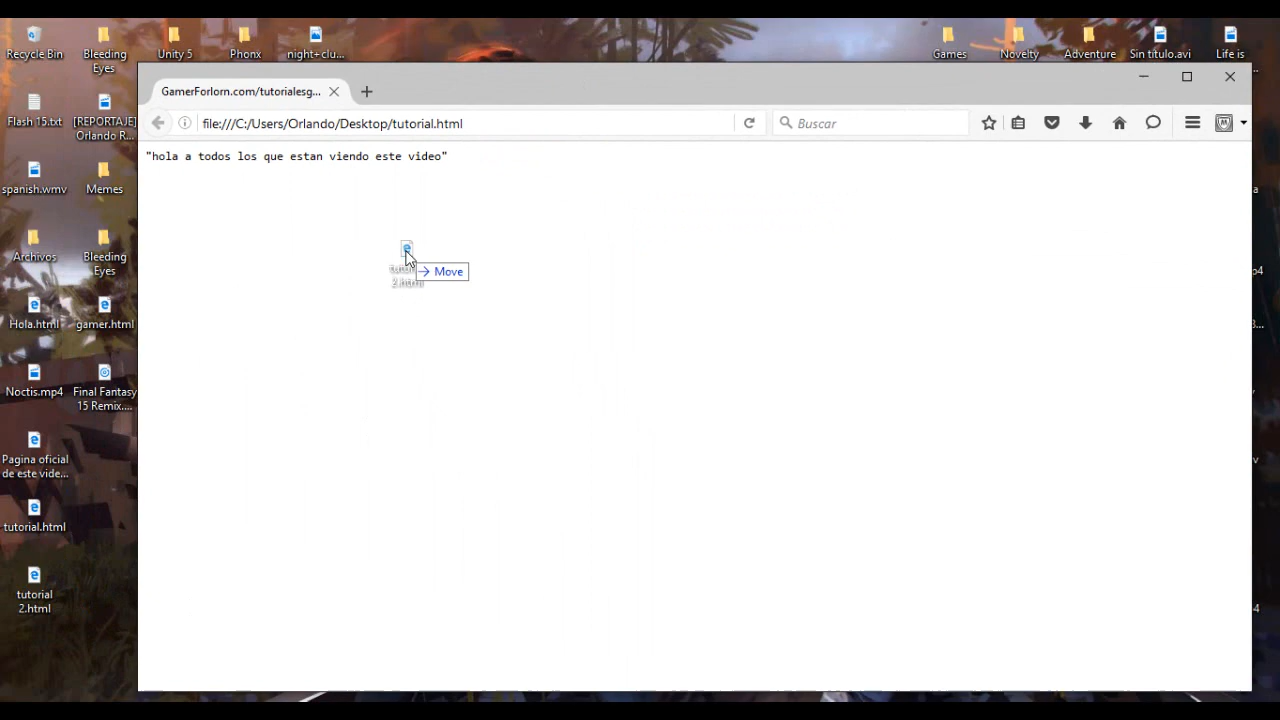 Recycle Bin
Bleeding
Eyes
Unity 5
Phonx
night+clu...
Games
Novelty
Adventure
Sin título.avi
Life is
GamerForlorn.com/tutorialesg...
Flash 15.txt
[REPORTAJE]
Orlando R...
file:///C:/Users/Orlando/Desktop/tutorial.html
Buscar
"hola a todos los que estan viendo este video"
spanish.wmv
Memes
Archivos
Bleeding
Eyes
Move
2.html
Hola.html
gamer.html
Noctis.mp4
Final Fantasy
15 Remix....
Pagina oficial
de este vide...
tutorial.html
tutorial
2.html